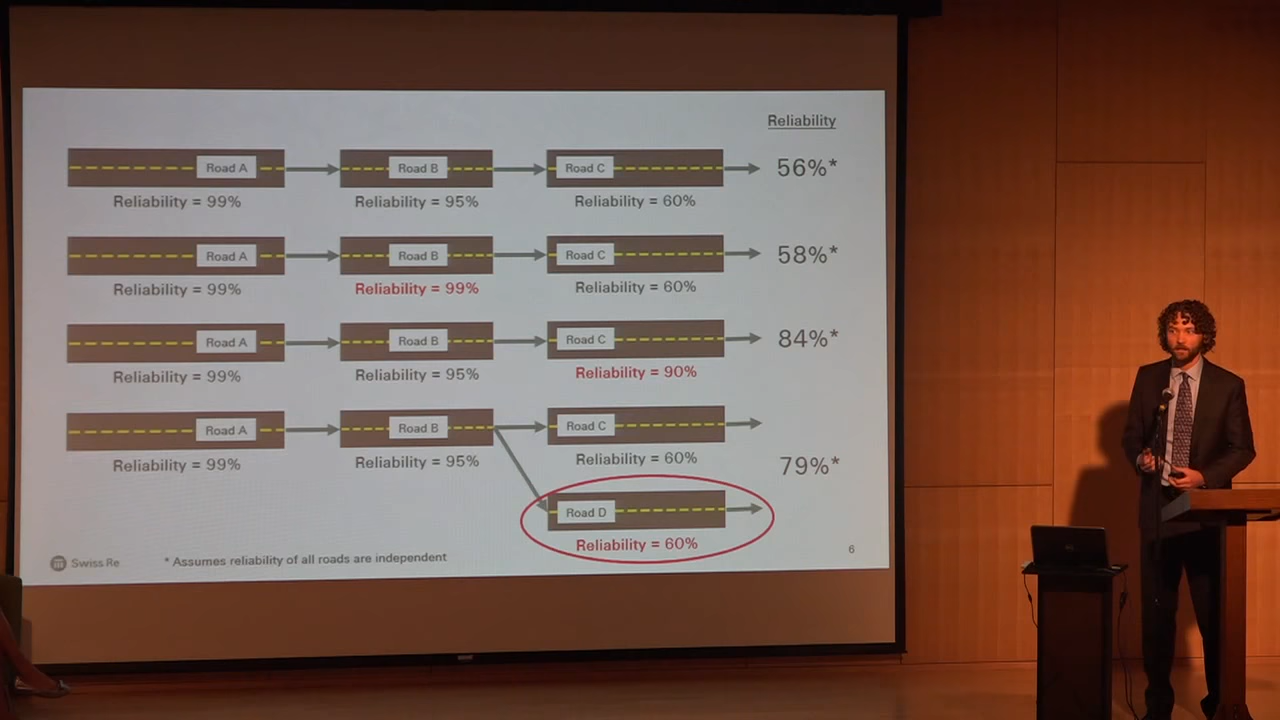 Reliability
Road A Road B Road C 56%*
Reliability = 99% Reliability = 95% Reliability = 60%
Road A Road B Road C 58%*
Reliability = 99% Reliability = 99% Reliability = 60%
Road A Road B Road C 84%*
Reliability = 99% Reliability = 95% Reliability = 90%
Road A Road B Road C
Reliability = 99% Reliability = 95% Reliability = 60%
79%*
Road D
Reliability = 60%
Swiss Re * Assumes reliability of all roads are independent 6